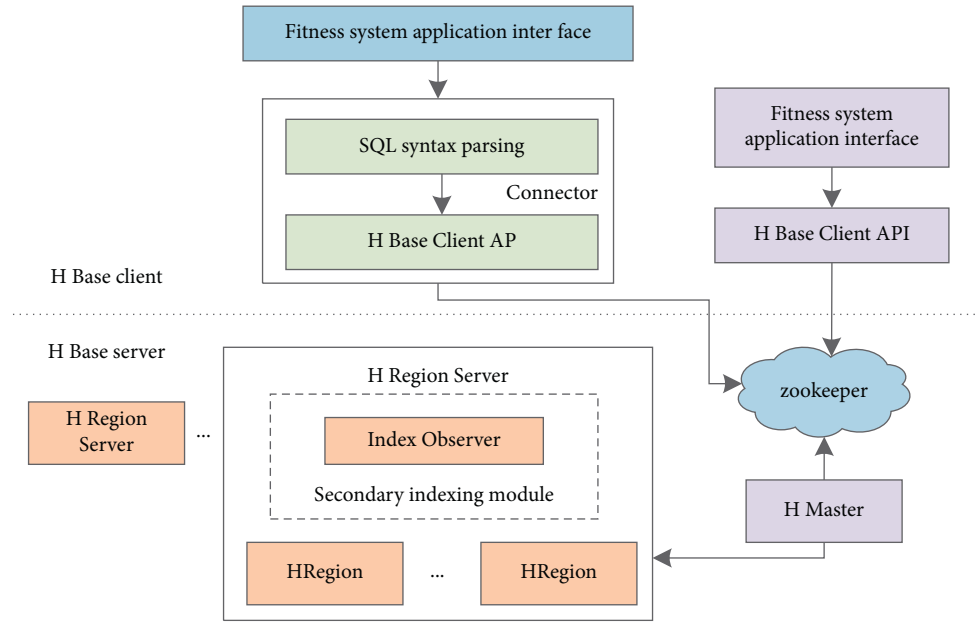 Fitness system application inter face
SQL syntax parsing
Connector
H Base Client AP
Fitness system
application interface
H Base Client API
H Base client
H Base server
H Region
Server
...
H Region Server
Index Observer
Secondary indexing module
HRegion
...
HRegion
zookeeper
H Master